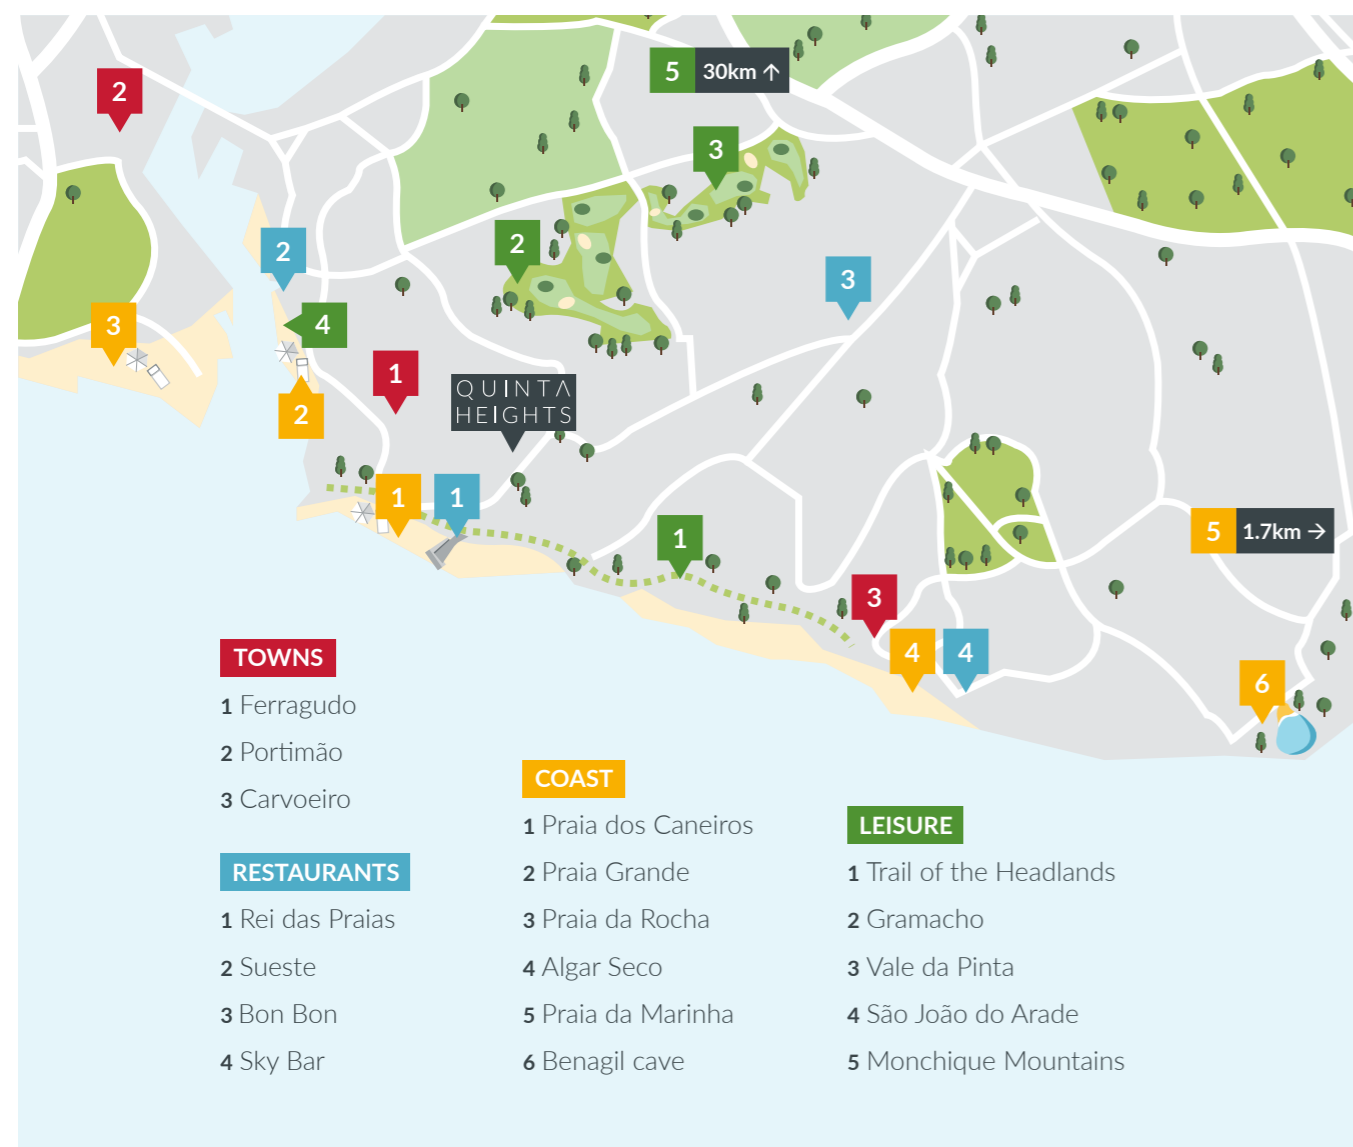 5 30km ↑
2
3
2
2
3
3
4
1
QUINTA
HEIGHTS
2
1
1
5 1.7km →
1
3
4
4
6
TOWNS
1 Ferragudo
2 Portimão
3 Carvoeiro
RESTAURANTS
1 Rei das Praias
2 Sueste
3 Bon Bon
4 Sky Bar
COAST
1 Praia dos Caneiros
2 Praia Grande
3 Praia da Rocha
4 Algar Seco
5 Praia da Marinha
6 Benagil cave
LEISURE
1 Trail of the Headlands
2 Gramacho
3 Vale da Pinta
4 São João do Arade
5 Monchique Mountains